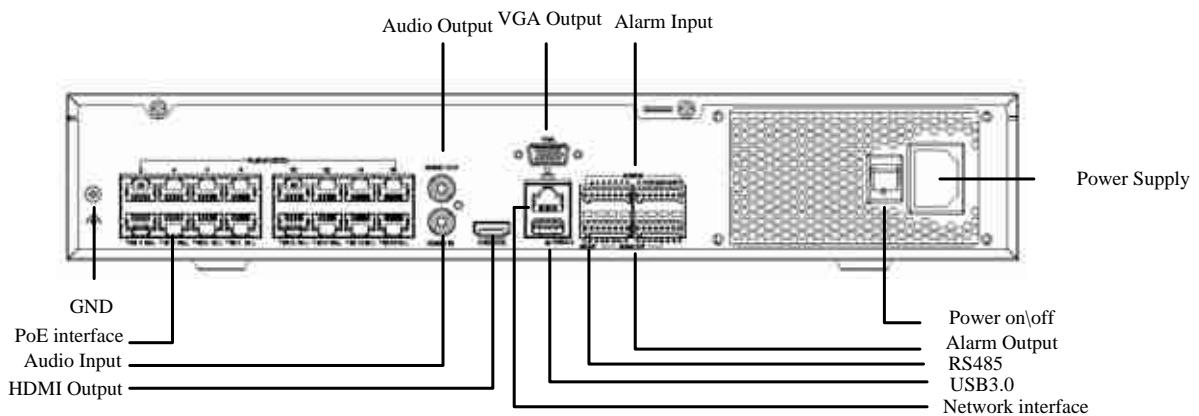 Audio Output
VGA Output
Alarm Input
Power Supply
GND
PoE interface
Audio Input
HDMI Output
Power on\off
Alarm Output
RS485
USB3.0
Network interface